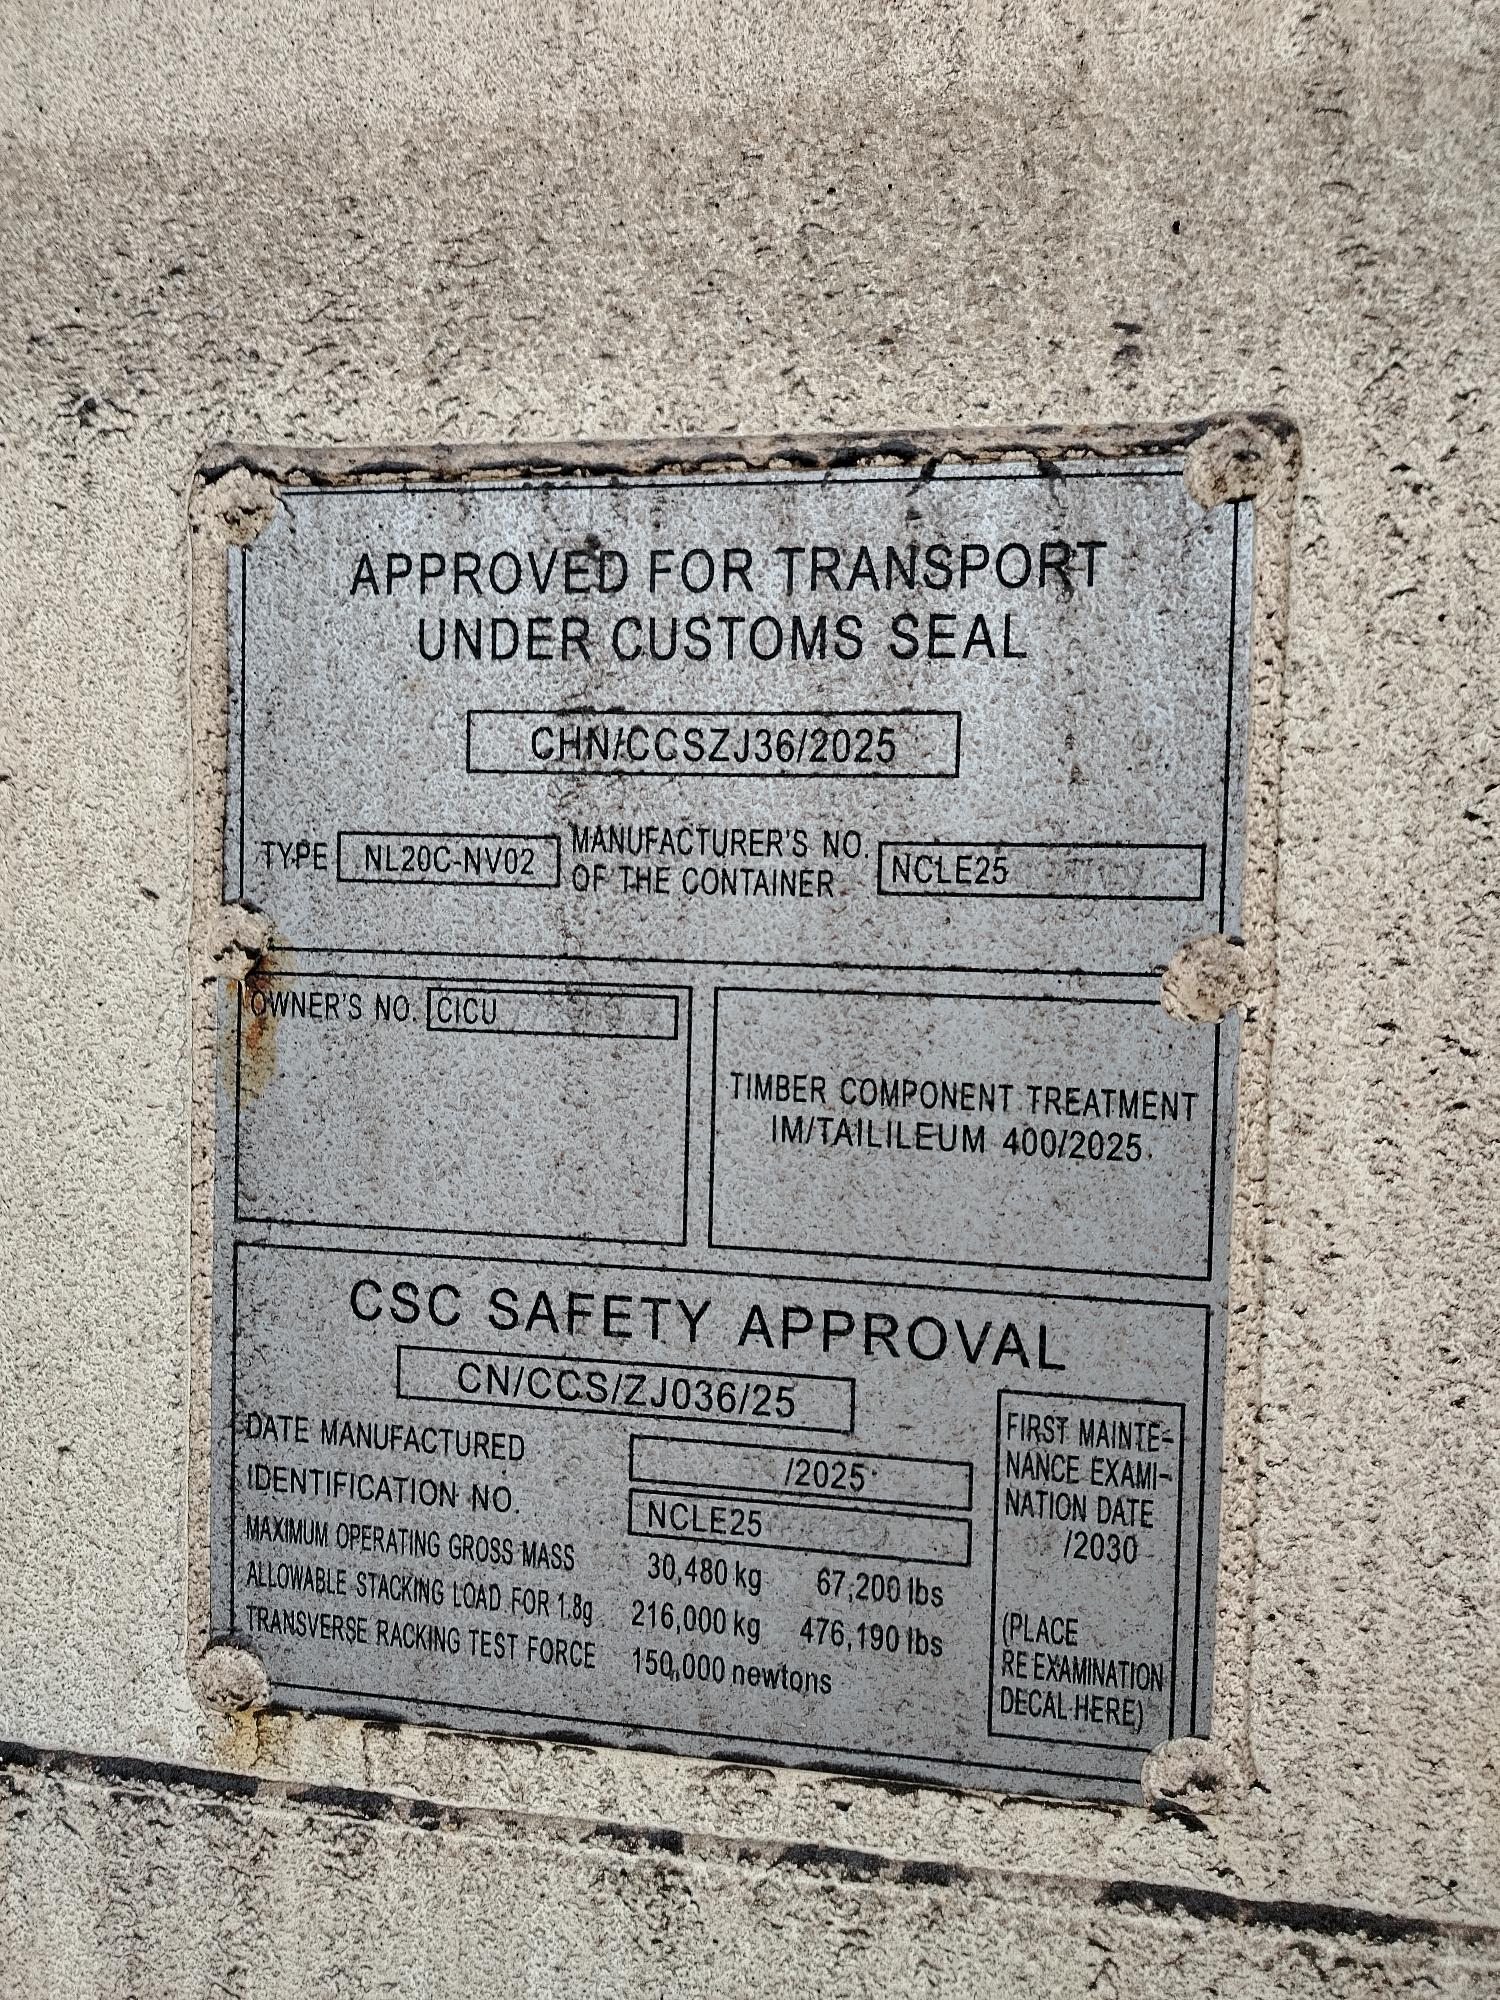 APPROVED FOR TRANSPORT
UNDER CUSTOMS SEAL
CHN/CCSZJ36/2025
TYPE NL20C-NV02 MANUFACTURER'S NO.
OF THE CONTAINER NCLE25
OWNER'S NO. CICU
TIMBER COMPONENT TREATMENT
IM/TAILILEUM 400/2025
CSC SAFETY APPROVAL
CN/CCS/ZJ036/25
DATE MANUFACTURED /2025
IDENTIFICATION NO. NCLE25
MAXIMUM OPERATING GROSS MASS 30,480 kg 67,200 lbs
ALLOWABLE STACKING LOAD FOR 1.8g 216,000 kg 476,190 lbs
TRANSVERSE RACKING TEST FORCE 150,000 newtons
FIRST MAINTE-
NANCE EXAMI-
NATION DATE
/2030
(PLACE
RE EXAMINATION
DECAL HERE)